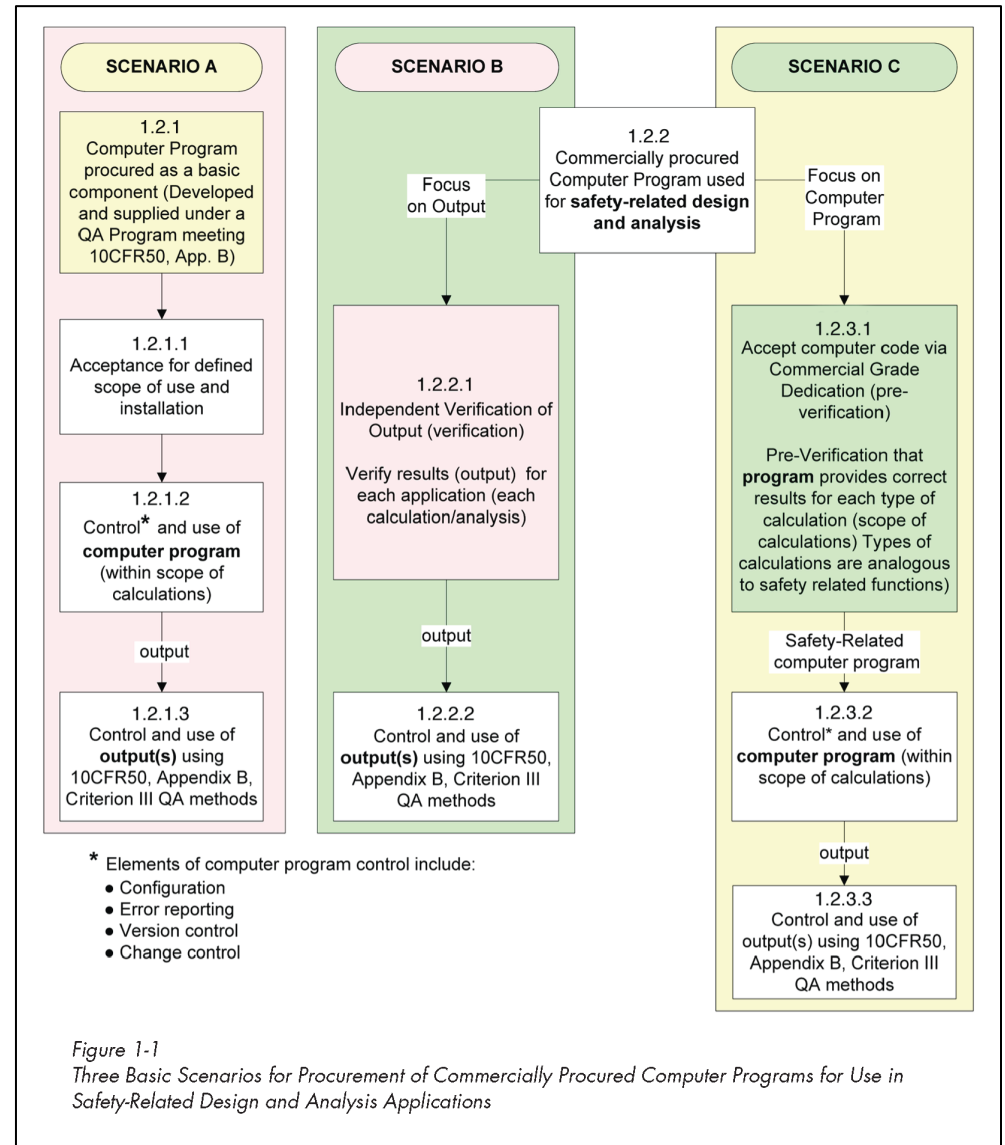 SCENARIO A
1.2.1
Computer Program
procured as a basic
component (Developed
and supplied under a
QA Program meeting
10CFR50, App. B)
1.2.1.1
Acceptance for defined
scope of use and
installation
1.2.1.2
Control* and use of
computer program
(within scope of
calculations)
output
1.2.1.3
Control and use of
output(s) using
10CFR50, Appendix B,
Criterion III QA methods
SCENARIO B
1.2.2
Commercially procured
Computer Program used
for safety-related design
and analysis
Focus
on Output
1.2.2.1
Independent Verification of
Output (verification)
Verify results (output) for
each application (each
calculation/analysis)
output
1.2.2.2
Control and use of
output(s) using 10CFR50,
Appendix B, Criterion III
QA methods
SCENARIO C
Focus on
Computer
Program
1.2.3.1
Accept computer code via
Commercial Grade
Dedication (pre-
verification)
Pre-Verification that
program provides correct
results for each type of
calculation (scope of
calculations) Types of
calculations are analogous
to safety related functions)
Safety-Related
computer program
1.2.3.2
Control* and use of
computer program (within
scope of calculations)
output
1.2.3.3
Control and use of
output(s) using 10CFR50,
Appendix B, Criterion III
QA methods
* Elements of computer program control include:
● Configuration
● Error reporting
● Version control
● Change control
Figure 1-1
Three Basic Scenarios for Procurement of Commercially Procured Computer Programs for Use in
Safety-Related Design and Analysis Applications